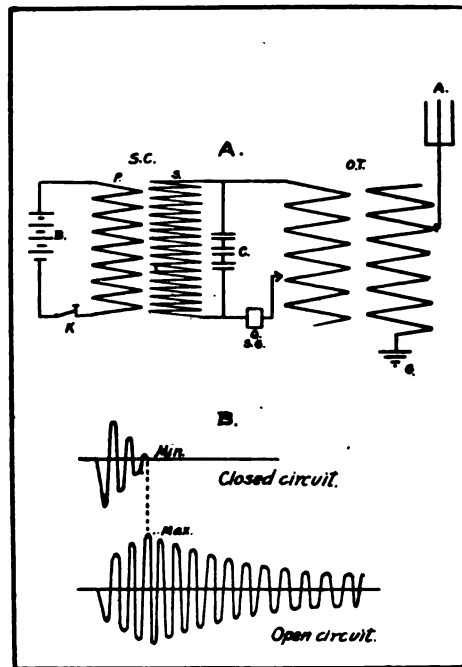 A.
S.C.
A.
O.T.
P.
S.
B.
C.
K
Q.
S.G.
G.
B.
Min.
Closed circuit.
Max.
Open circuit.